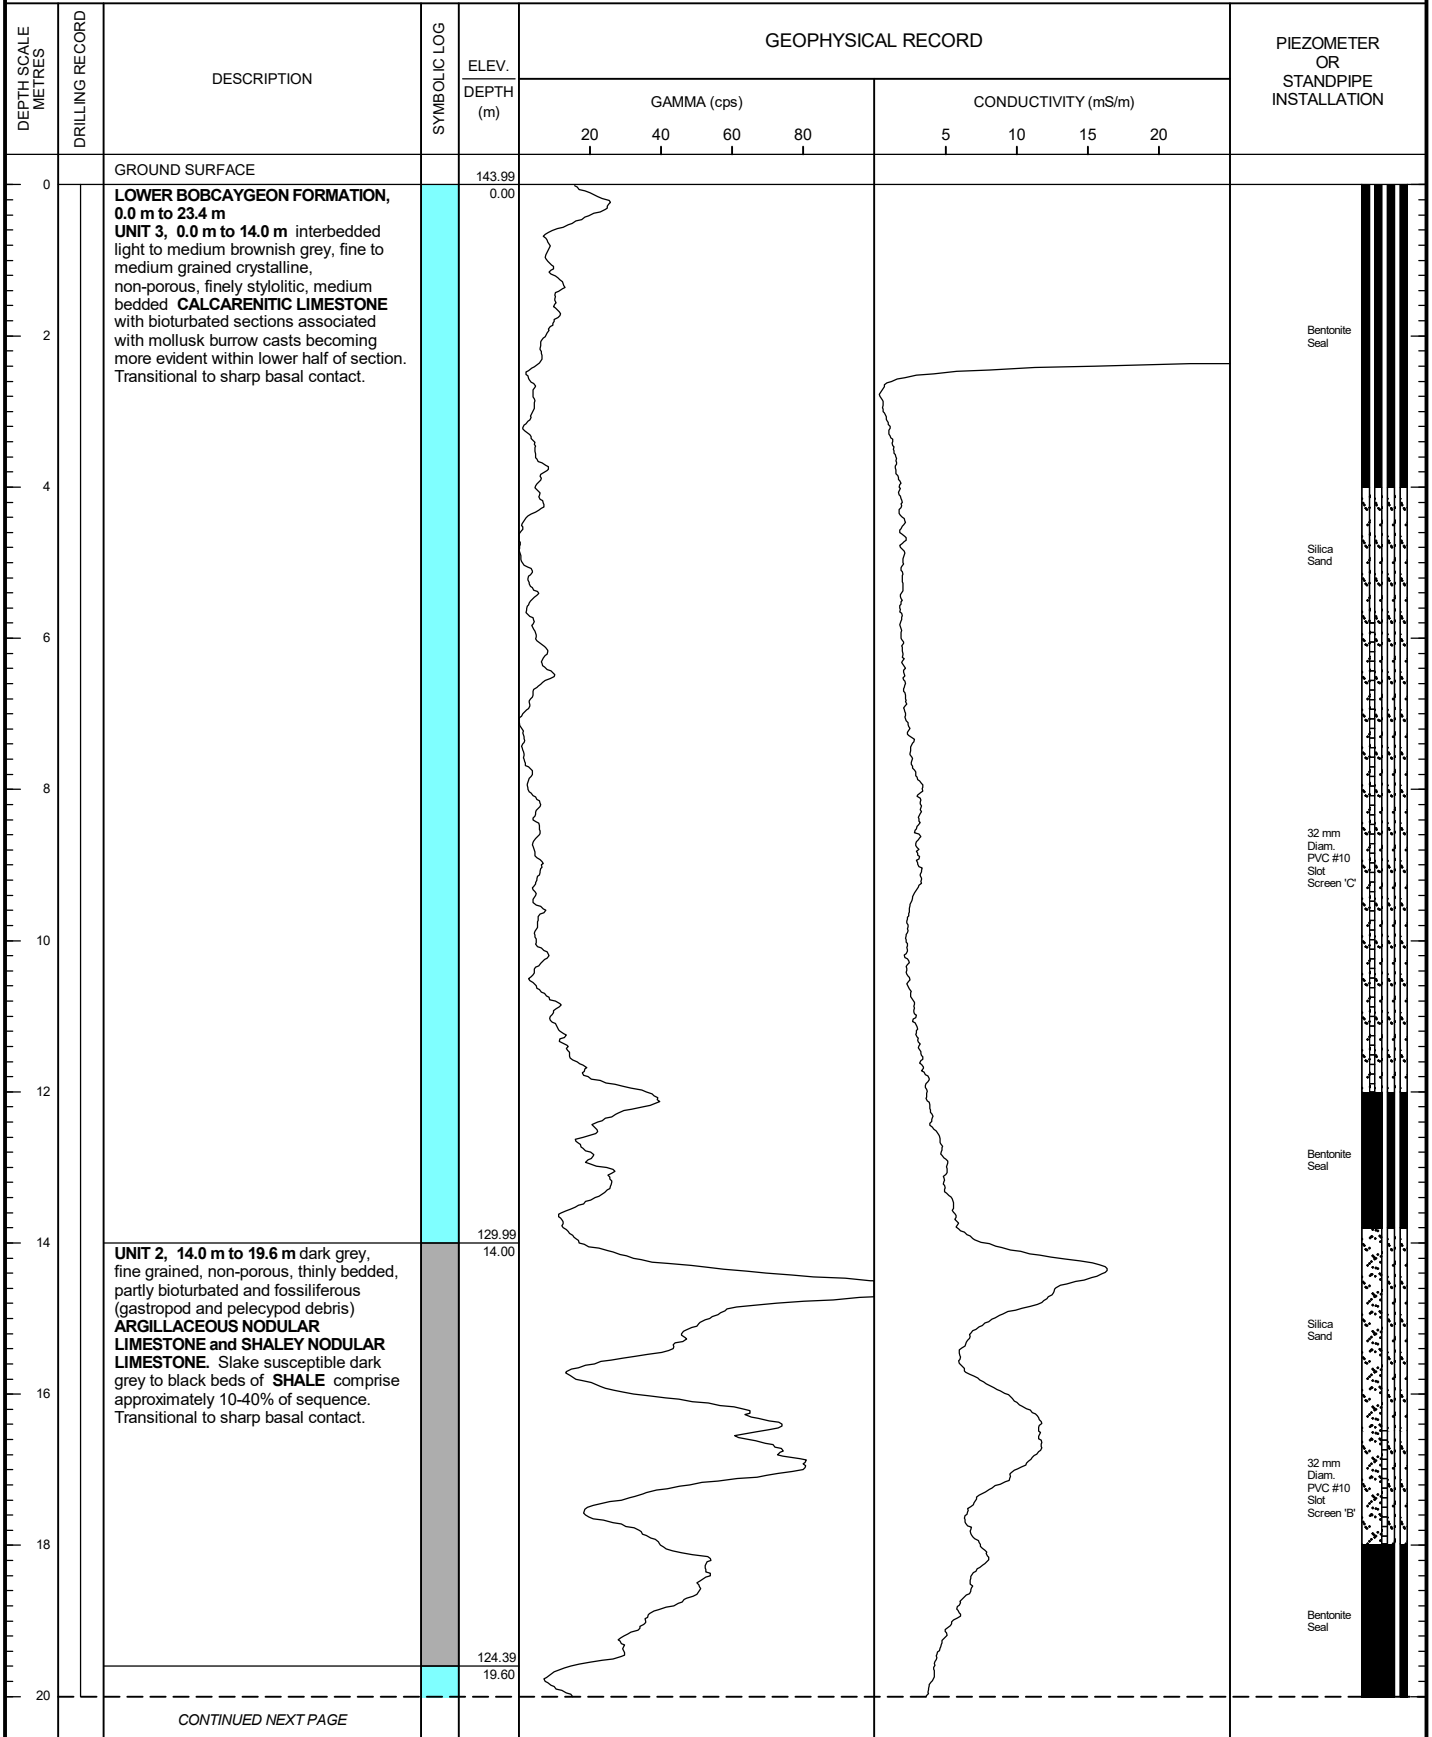 DEPTH SCALE
METRES
DRILLING RECORD
DESCRIPTION
SYMBOLIC LOG
ELEV.
DEPTH
(m)
GEOPHYSICAL RECORD
GAMMA (cps)
20 40 60 80
CONDUCTIVITY (mS/m)
5 10 15 20
PIEZOMETER
OR
STANDPIPE
INSTALLATION
GROUND SURFACE
143.99
0
0.00
LOWER BOBCAYGEON FORMATION,
0.0 m to 23.4 m
UNIT 3, 0.0 m to 14.0 m interbedded
light to medium brownish grey, fine to
medium grained crystalline,
non-porous, finely stylolitic, medium
bedded CALCARENITIC LIMESTONE
with bioturbated sections associated
with mollusk burrow casts becoming
more evident within lower half of section.
Transitional to sharp basal contact.
2
Bentonite
Seal
4
Silica
Sand
6
8
32 mm
Diam.
PVC #10
Slot
Screen 'C'
10
12
Bentonite
Seal
129.99
14
14.00
UNIT 2, 14.0 m to 19.6 m dark grey,
fine grained, non-porous, thinly bedded,
partly bioturbated and fossiliferous
(gastropod and pelecypod debris)
ARGILLACEOUS NODULAR
LIMESTONE and SHALEY NODULAR
LIMESTONE. Slake susceptible dark
grey to black beds of SHALE comprise
approximately 10-40% of sequence.
Transitional to sharp basal contact.
Silica
Sand
16
32 mm
Diam.
PVC #10
Slot
Screen 'B'
18
Bentonite
Seal
124.39
19.60
20
CONTINUED NEXT PAGE